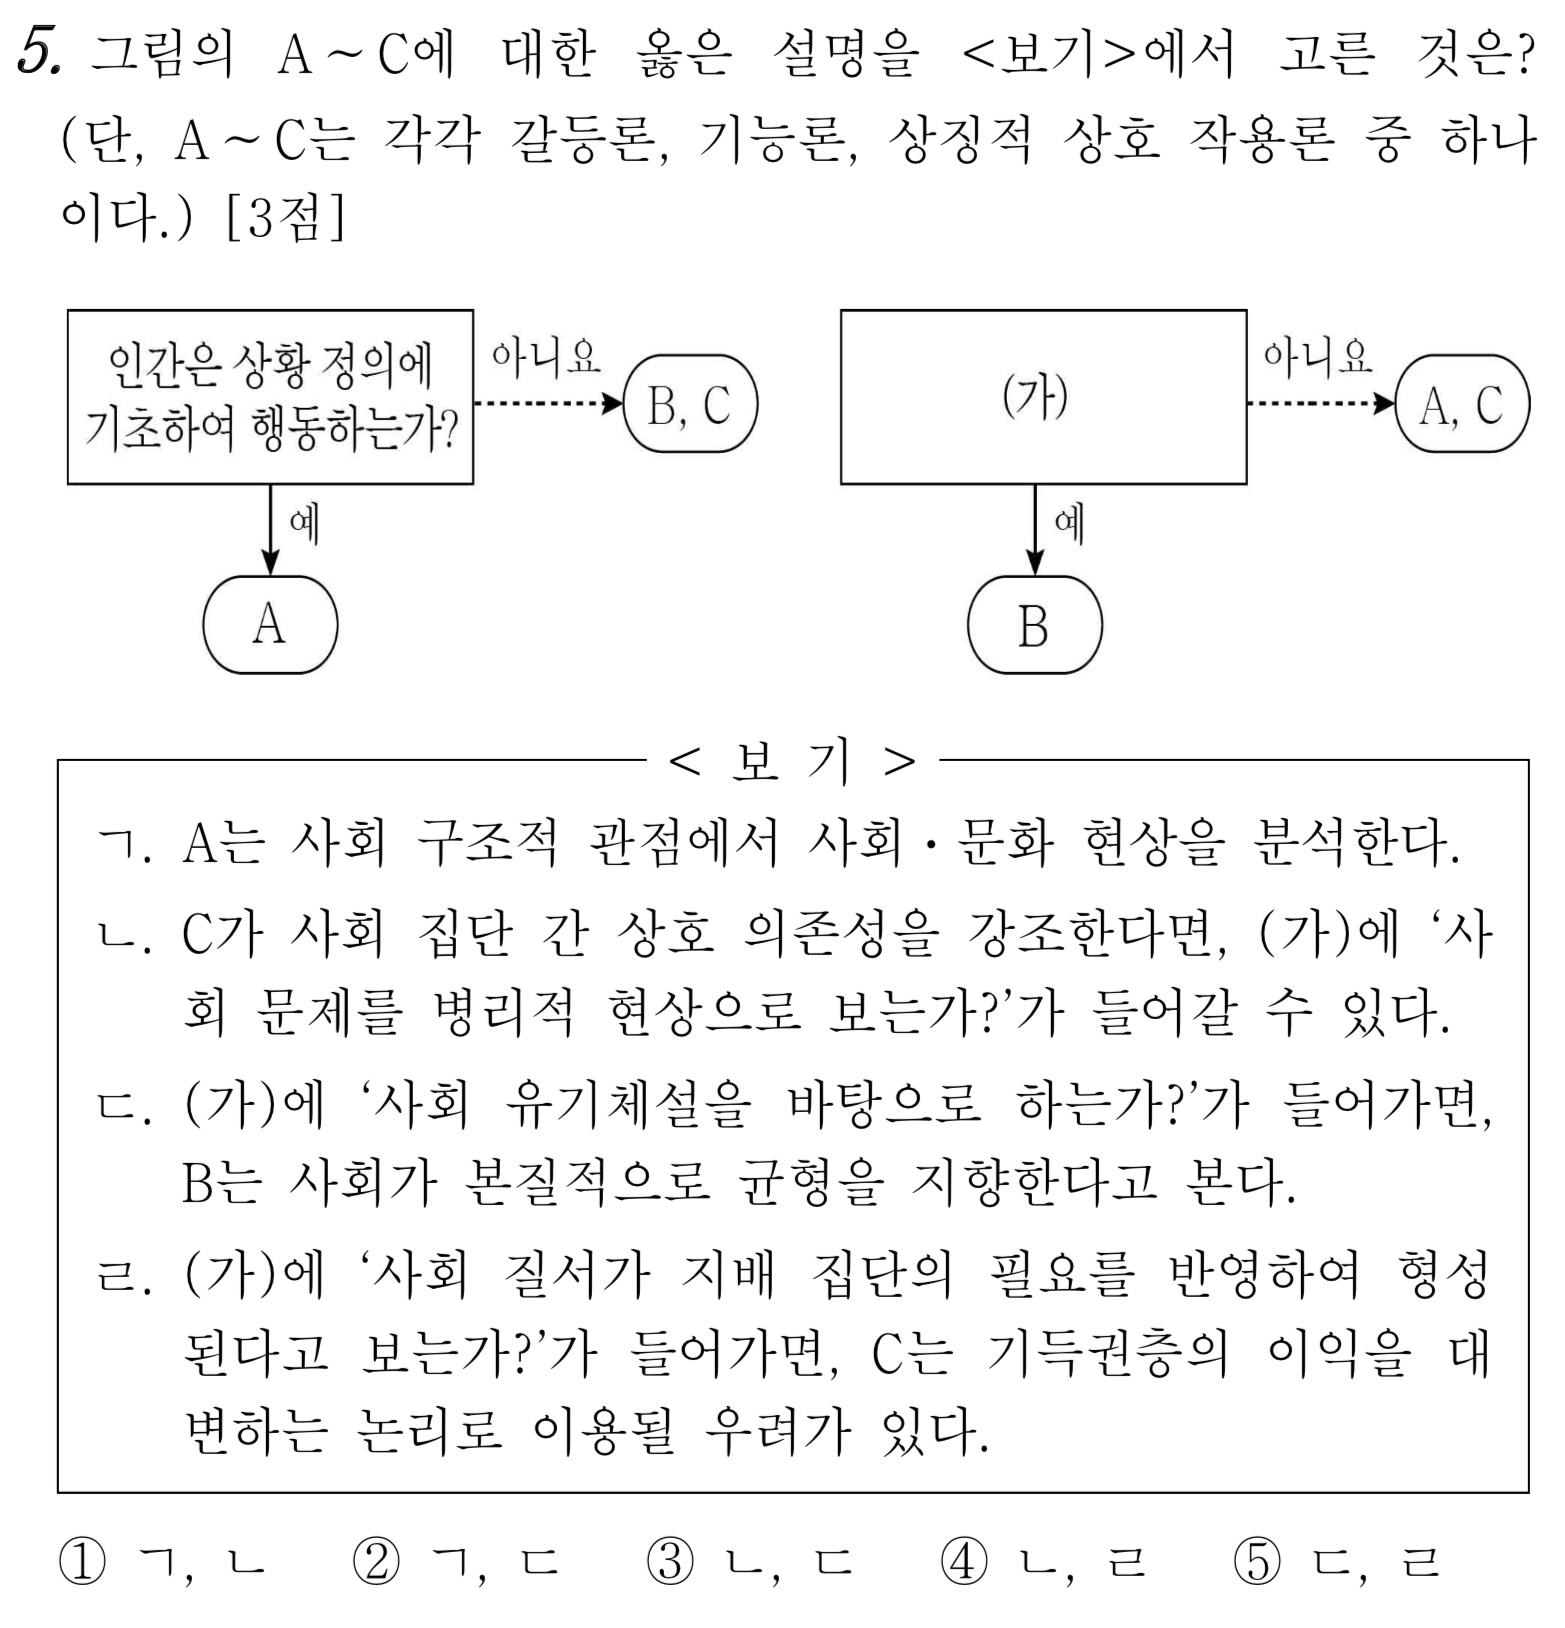 5. 그림의 A~C에 대한 옳은 설명을 <보기>에서 고른 것은?
(단, A~C는 각각 갈등론, 기능론, 상징적 상호 작용론 중 하나
이다.) [3점]
인간은 상황 정의에
기초하여 행동하는가?
아니요
B, C
예
A
(가)
아니요
A, C
예
B
< 보 기 >
ㄱ. A는 사회 구조적 관점에서 사회·문화 현상을 분석한다.
ㄴ. C가 사회 집단 간 상호 의존성을 강조한다면, (가)에 ‘사
회 문제를 병리적 현상으로 보는가?’가 들어갈 수 있다.
ㄷ. (가)에 ‘사회 유기체설을 바탕으로 하는가?’가 들어가면,
B는 사회가 본질적으로 균형을 지향한다고 본다.
ㄹ. (가)에 ‘사회 질서가 지배 집단의 필요를 반영하여 형성
된다고 보는가?’가 들어가면, C는 기득권층의 이익을 대
변하는 논리로 이용될 우려가 있다.
① ㄱ, ㄴ ② ㄱ, ㄷ ③ ㄴ, ㄷ ④ ㄴ, ㄹ ⑤ ㄷ, ㄹ